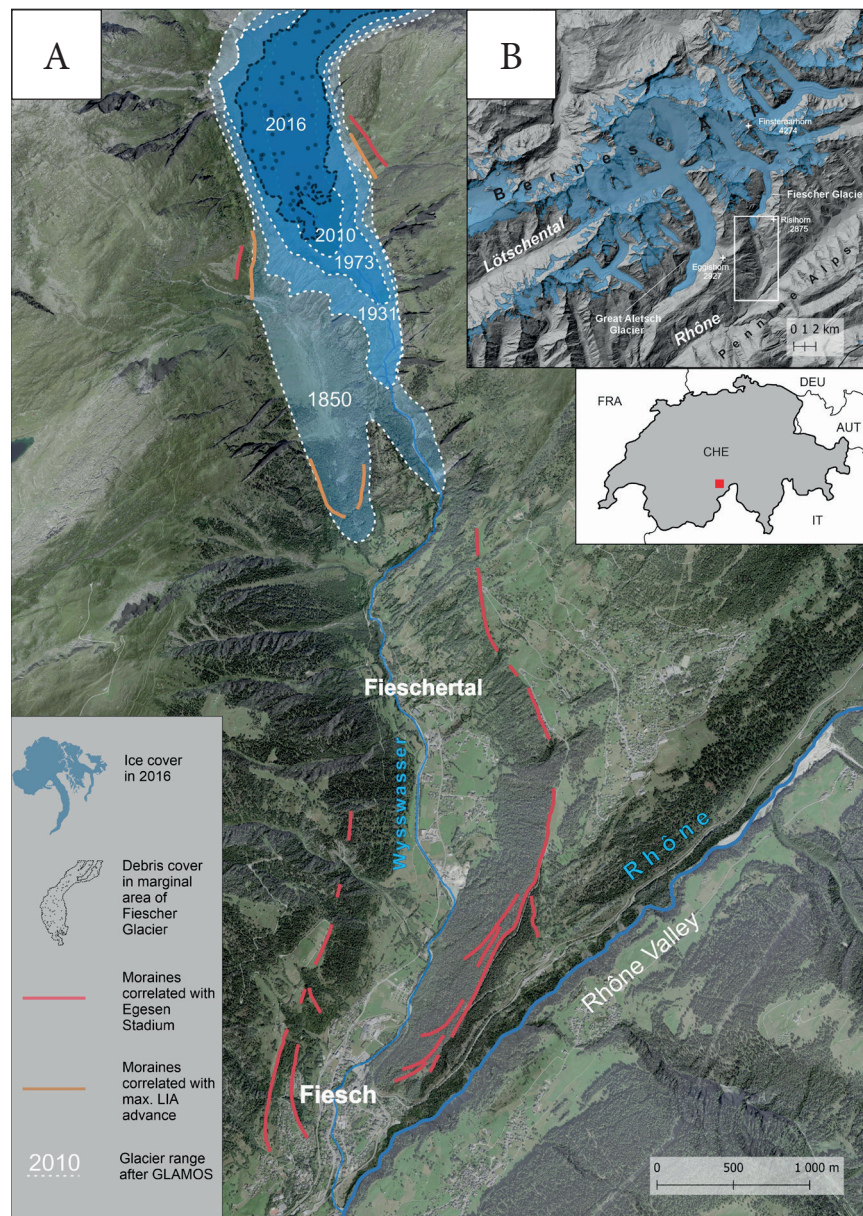 A
2016
2010
1973
1931
1850
Fieschertal
Wysswasser
Rhône
Rhône Valley
Fiesch
0 500 1 000 m
B
Bernese Alp
Finsteraarhorn
4274
Fiescher Glacier
Risihorn
2875
Lötschental
Eggishorn
2927
Great Aletsch
Glacier
Rhône
Pennine Alps
0 1 2 km
FRA
DEU
AUT
CHE
IT
Ice cover
in 2016
Debris cover
in marginal
area of
Fiescher
Glacier
Moraines
correlated with
Egesen
Stadium
Moraines
correlated with
max. LIA
advance
2010
Glacier range
after GLAMOS